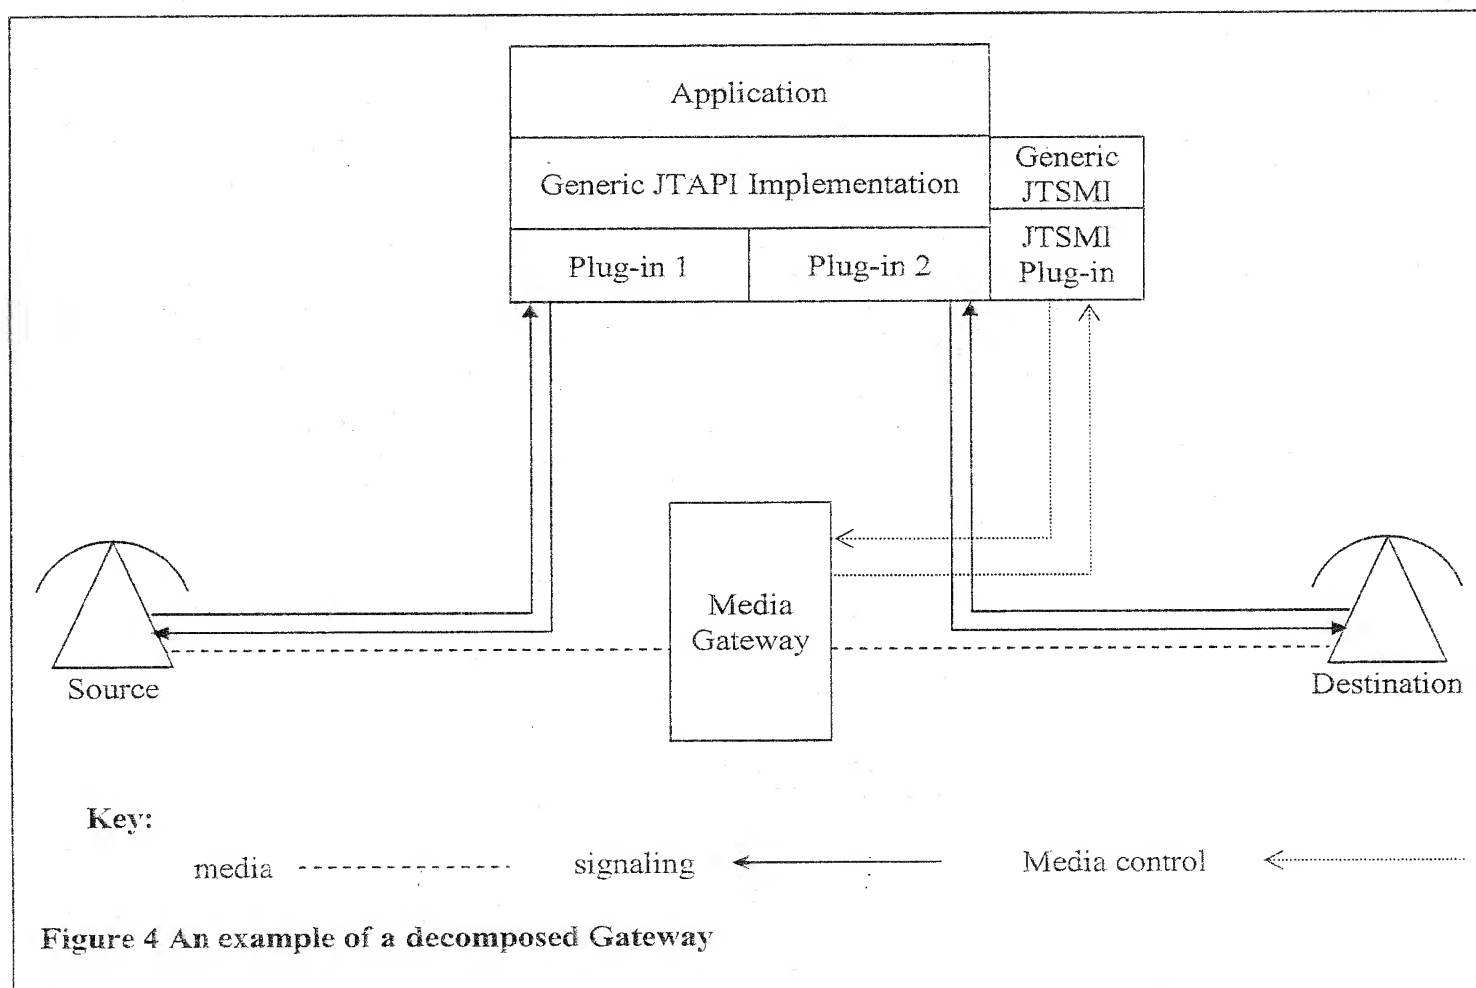 Application
Generic JTAPI Implementation
Generic
JTSMI
Plug-in 1
Plug-in 2
JTSMI
Plug-in
Media
Gateway
Source
Destination
Key:
media
signaling
Media control
Figure 4 An example of a decomposed Gateway